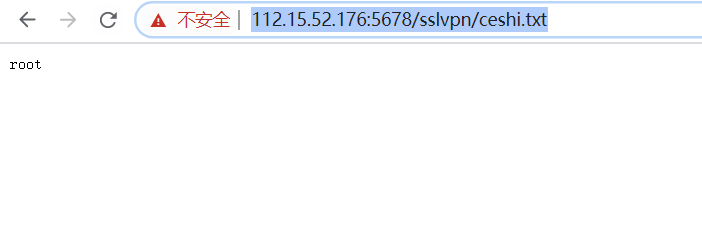 不安全 | 112.15.52.176:5678/sslvpn/ceshi.txt
root